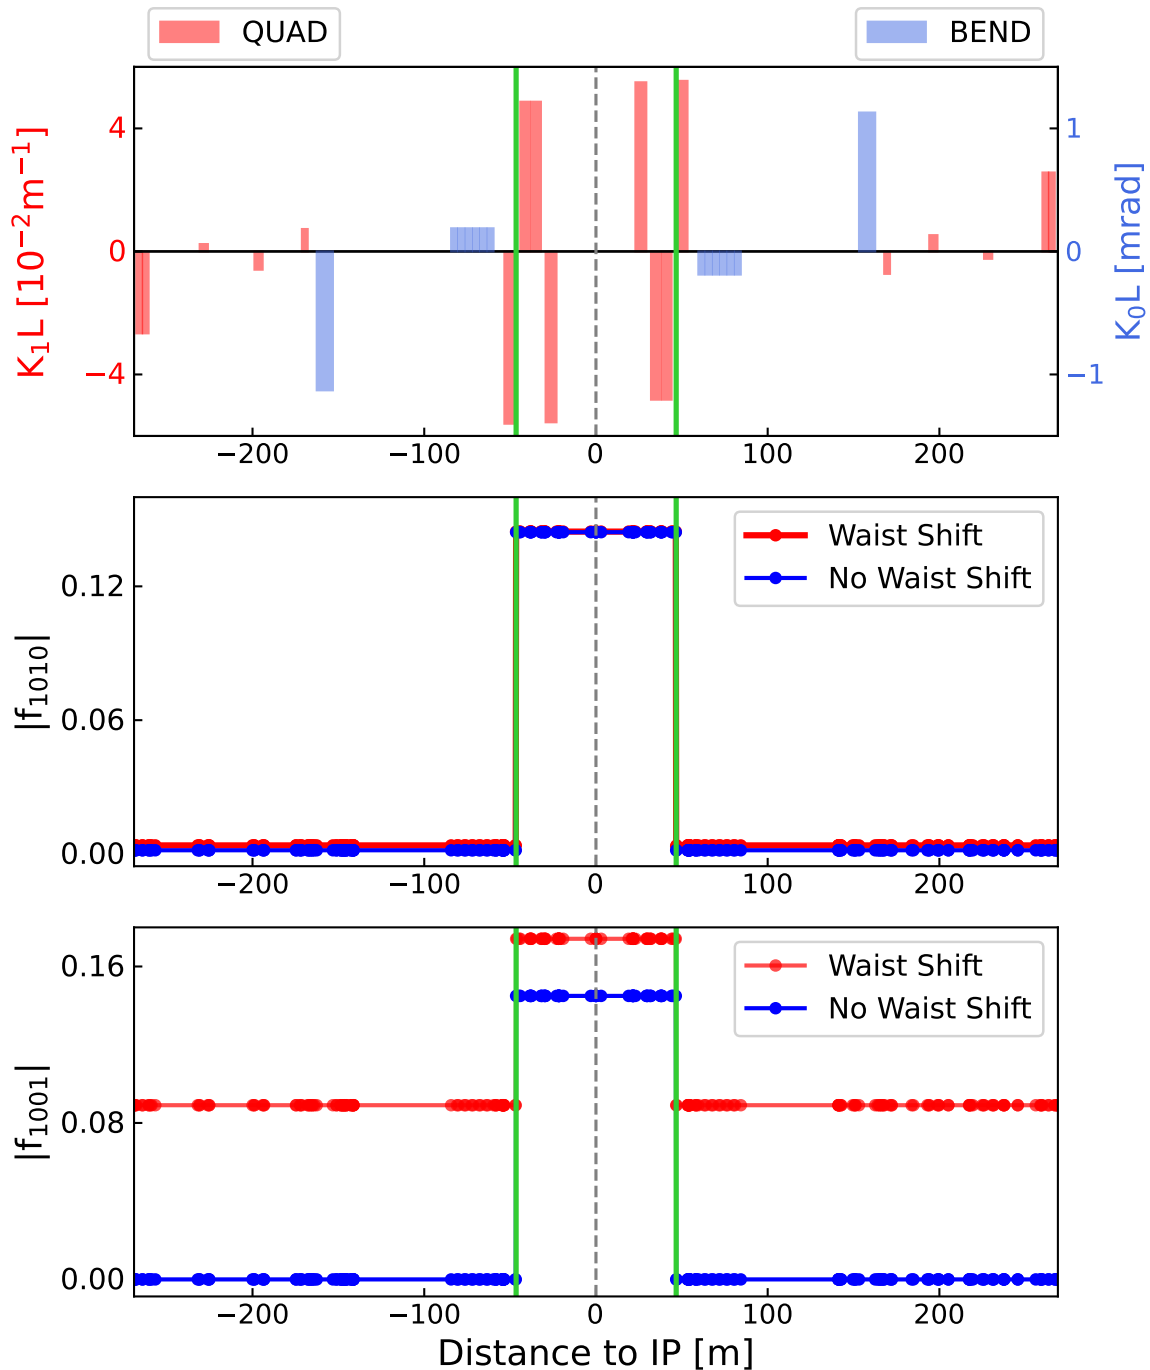 QUAD BEND
K₁L [10⁻²m⁻¹]
4
0
−4
1
0
−1
K₀L [mrad]
−200 −100 0 100 200
|f₁₀₁₀|
0.12
0.06
0.00
Waist Shift
No Waist Shift
−200 −100 0 100 200
|f₁₀₀₁|
0.16
0.08
0.00
Waist Shift
No Waist Shift
−200 −100 0 100 200
Distance to IP [m]